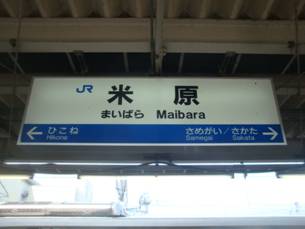 JR 米原
まいばら Maibara
ひこね さめがい/さかた
Hikone Samegai Sakata